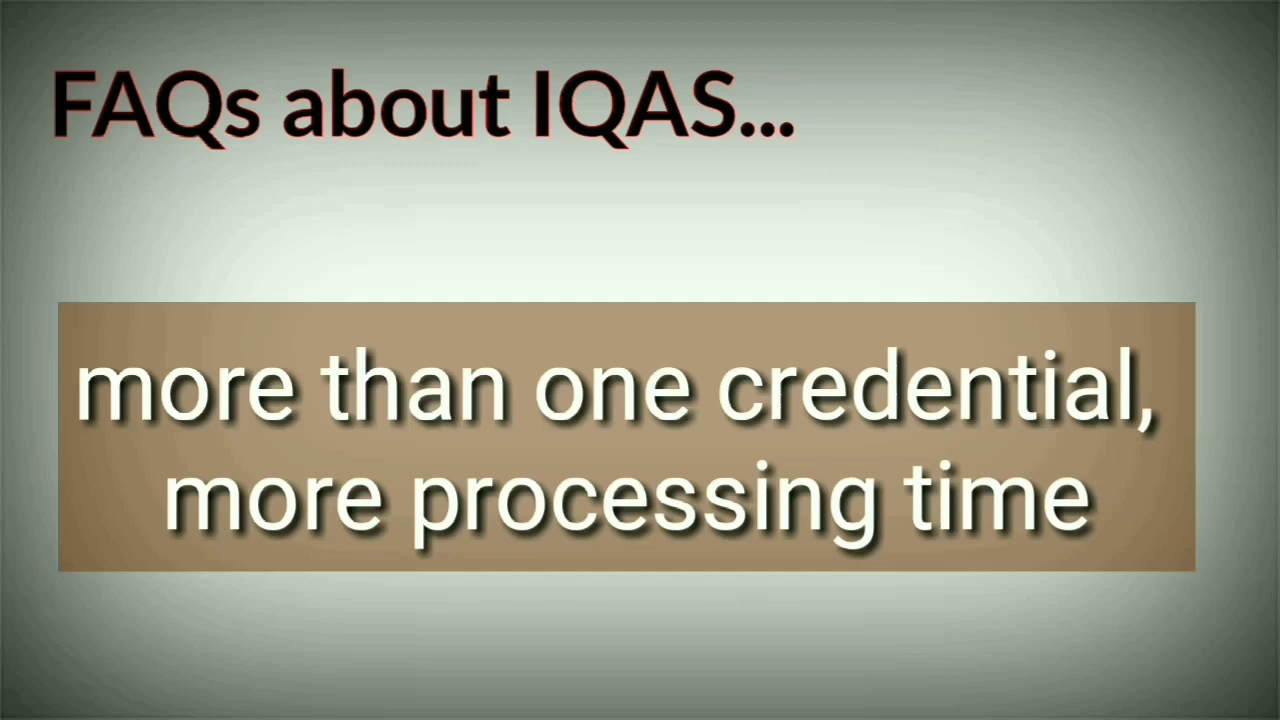 FAQs about IQAS...
more than one credential,
more processing time